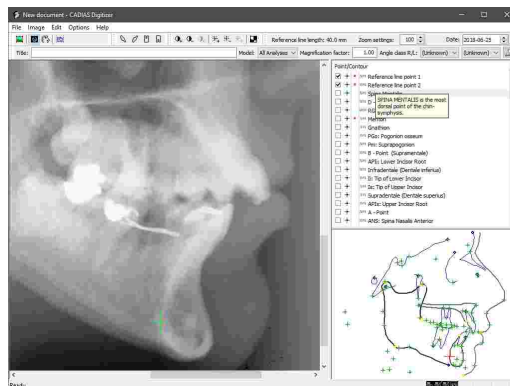 New document - CADIAS Digitizer
File Image Edit Options Help
Reference line length: 40.0 mm Zoom settings: 100 Date: 2018-06-25
Title: Model: All Analyses Magnification factor: 1.00 Angle class R/L: (Unknown) (Unknown)
Point/Contour
Reference line point 1
Reference line point 2
Spina Mentalis
SPINA MENTALIS is the most
dorsal point of the chin-
symphysis.
D -
Menton
Gnathion
PGo: Pogonion osseum
Pm: Suprapogonion
B - Point (Supramentale)
APIi: Lower Incisor Root
Infradentale (Dentale inferius)
Ii: Tip of Lower Incisor
Is: Tip of Upper Incisor
Supradentale (Dentale superius)
APIs: Upper Incisor Root
A - Point
ANS: Spina Nasalis Anterior
Ready